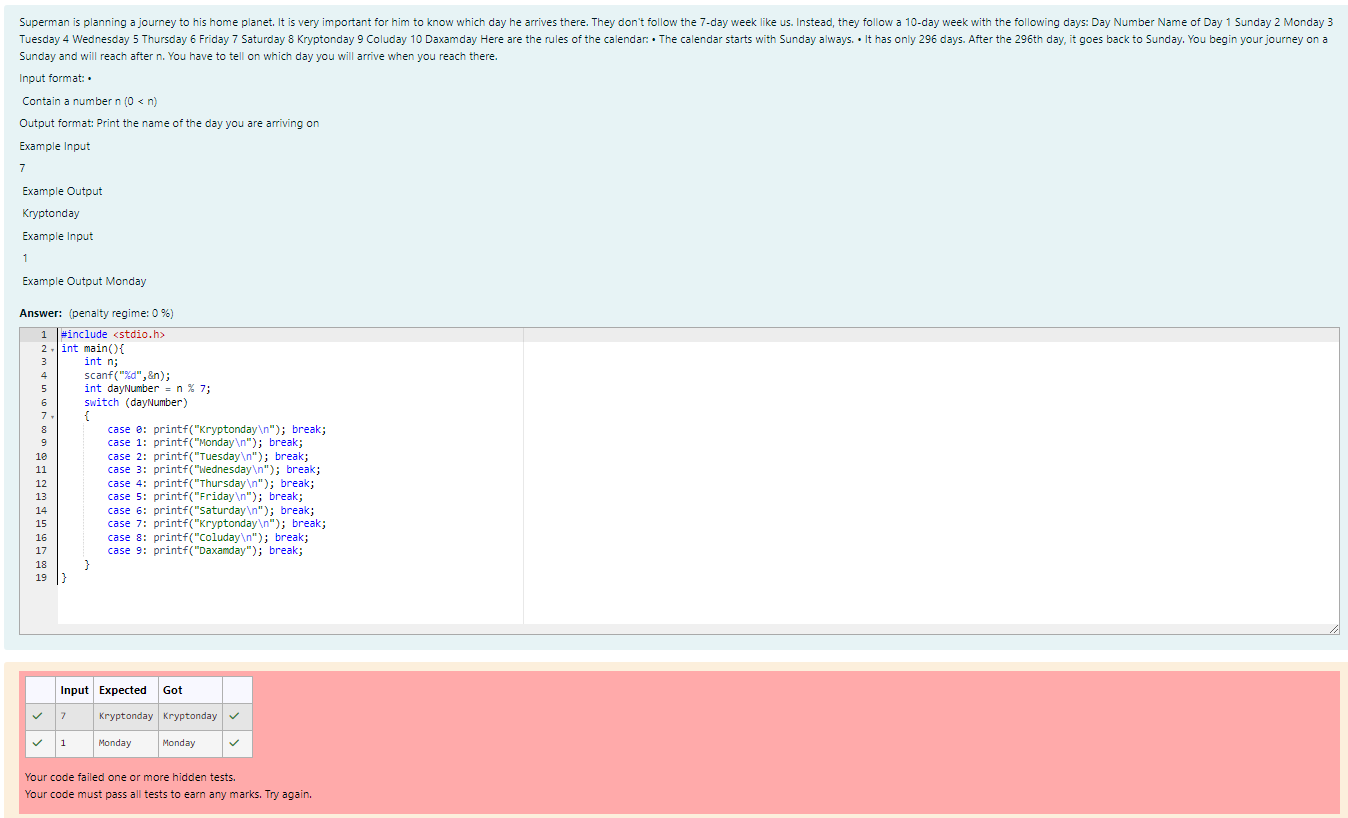 Superman is planning a journey to his home planet. It is very important for him to know which day he arrives there. They don't follow the 7-day week like us. Instead, they follow a 10-day week with the following days: Day Number Name of Day 1 Sunday 2 Monday 3
Tuesday 4 Wednesday 5 Thursday 6 Friday 7 Saturday 8 Kryptonday 9 Coluday 10 Daxamday Here are the rules of the calendar: • The calendar starts with Sunday always. • It has only 296 days. After the 296th day, it goes back to Sunday. You begin your journey on a
Sunday and will reach after n. You have to tell on which day you will arrive when you reach there.
Input format: •
Contain a number n (0 < n)
Output format: Print the name of the day you are arriving on
Example Input
7
Example Output
Kryptonday
Example Input
1
Example Output Monday
Answer: (penalty regime: 0 %)
1 #include <stdio.h>
2 int main(){
3 int n;
4 scanf("%d",&n);
5 int dayNumber = n % 7;
6 switch (dayNumber)
7 {
8 case 0: printf("Kryptonday\n"); break;
9 case 1: printf("Monday\n"); break;
10 case 2: printf("Tuesday\n"); break;
11 case 3: printf("Wednesday\n"); break;
12 case 4: printf("Thursday\n"); break;
13 case 5: printf("Friday\n"); break;
14 case 6: printf("Saturday\n"); break;
15 case 7: printf("Kryptonday\n"); break;
16 case 8: printf("Coluday\n"); break;
17 case 9: printf("Daxamday"); break;
18 }
19 }
Input Expected Got
7 Kryptonday Kryptonday
1 Monday Monday
Your code failed one or more hidden tests.
Your code must pass all tests to earn any marks. Try again.